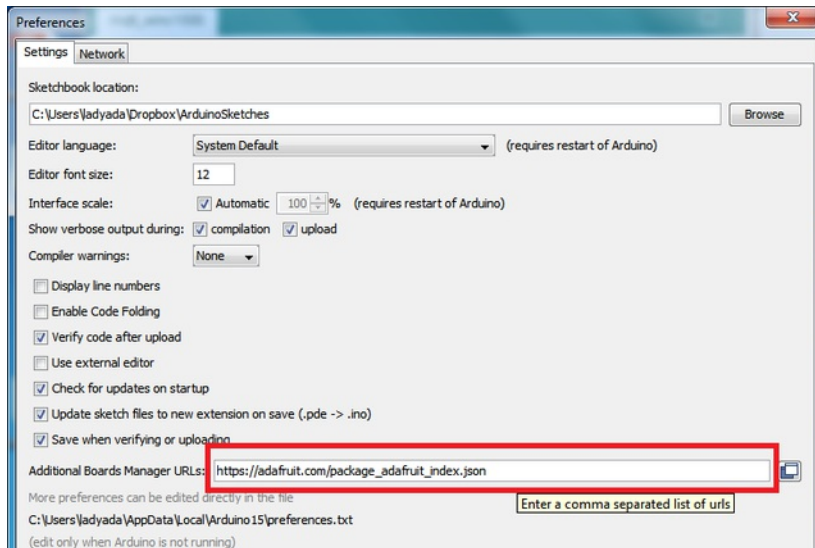 Preferences
Settings Network
Sketchbook location:
C:\Users\ladyada\Dropbox\ArduinoSketches Browse
Editor language: System Default (requires restart of Arduino)
Editor font size: 12
Interface scale: Automatic 100 % (requires restart of Arduino)
Show verbose output during: compilation upload
Compiler warnings: None
Display line numbers
Enable Code Folding
Verify code after upload
Use external editor
Check for updates on startup
Update sketch files to new extension on save (.pde -> .ino)
Save when verifying or uploading
Additional Boards Manager URLs: https://adafruit.com/package_adafruit_index.json
More preferences can be edited directly in the file
Enter a comma separated list of urls
C:\Users\ladyada\AppData\Local\Arduino15\preferences.txt
(edit only when Arduino is not running)